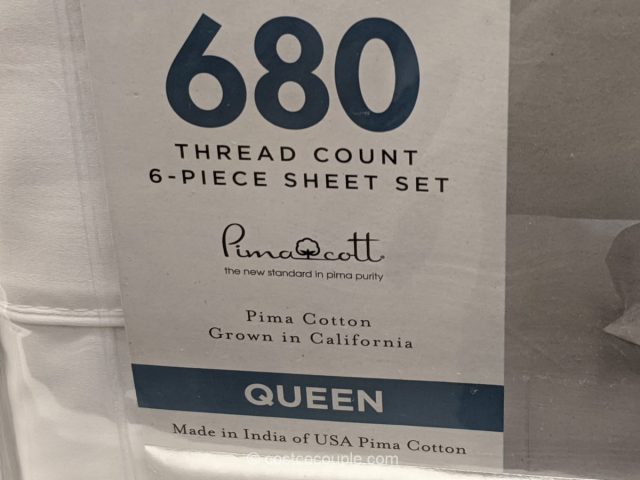 680
THREAD COUNT
6-PIECE SHEET SET
Pimacott
the new standard in pima purity
Pima Cotton
Grown in California
QUEEN
Made in India of USA Pima Cotton
© costcocouple.com